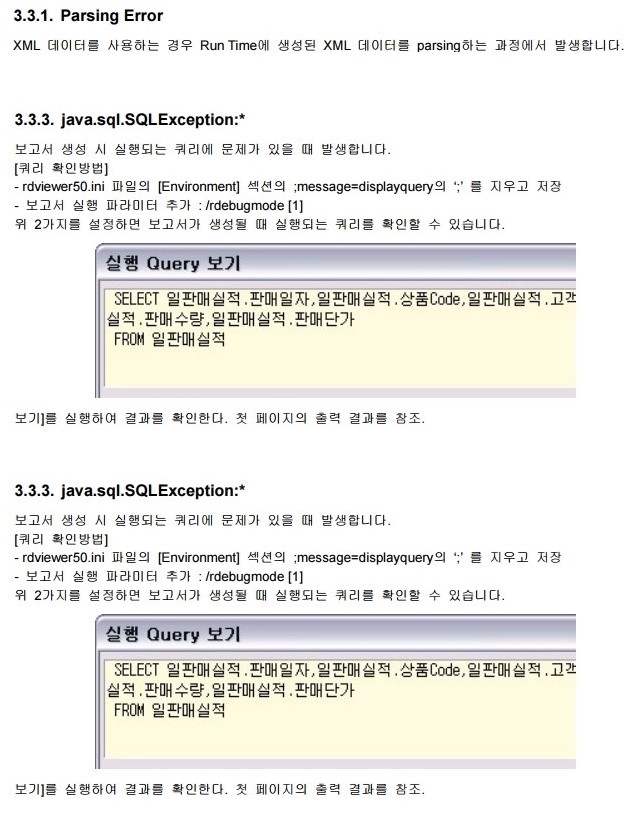 3.3.1. Parsing Error
XML 데이터를 사용하는 경우 Run Time에 생성된 XML 데이터를 parsing하는 과정에서 발생합니다.
3.3.3. java.sql.SQLException:*
보고서 생성 시 실행되는 쿼리에 문제가 있을 때 발생합니다.
[쿼리 확인방법]
- rdviewer50.ini 파일의 [Environment] 섹션의 ;message=displayquery의 ';' 를 지우고 저장
- 보고서 실행 파라미터 추가 : /rdebugmode [1]
위 2가지를 설정하면 보고서가 생성될 때 실행되는 쿼리를 확인할 수 있습니다.
실행 Query 보기
SELECT 일판매실적.판매일자,일판매실적.상품Code,일판매실적.고객
실적.판매수량,일판매실적.판매단가
FROM 일판매실적
보기]를 실행하여 결과를 확인한다. 첫 페이지의 출력 결과를 참조.
3.3.3. java.sql.SQLException:*
보고서 생성 시 실행되는 쿼리에 문제가 있을 때 발생합니다.
[쿼리 확인방법]
- rdviewer50.ini 파일의 [Environment] 섹션의 ;message=displayquery의 ';' 를 지우고 저장
- 보고서 실행 파라미터 추가 : /rdebugmode [1]
위 2가지를 설정하면 보고서가 생성될 때 실행되는 쿼리를 확인할 수 있습니다.
실행 Query 보기
SELECT 일판매실적.판매일자,일판매실적.상품Code,일판매실적.고객
실적.판매수량,일판매실적.판매단가
FROM 일판매실적
보기]를 실행하여 결과를 확인한다. 첫 페이지의 출력 결과를 참조.